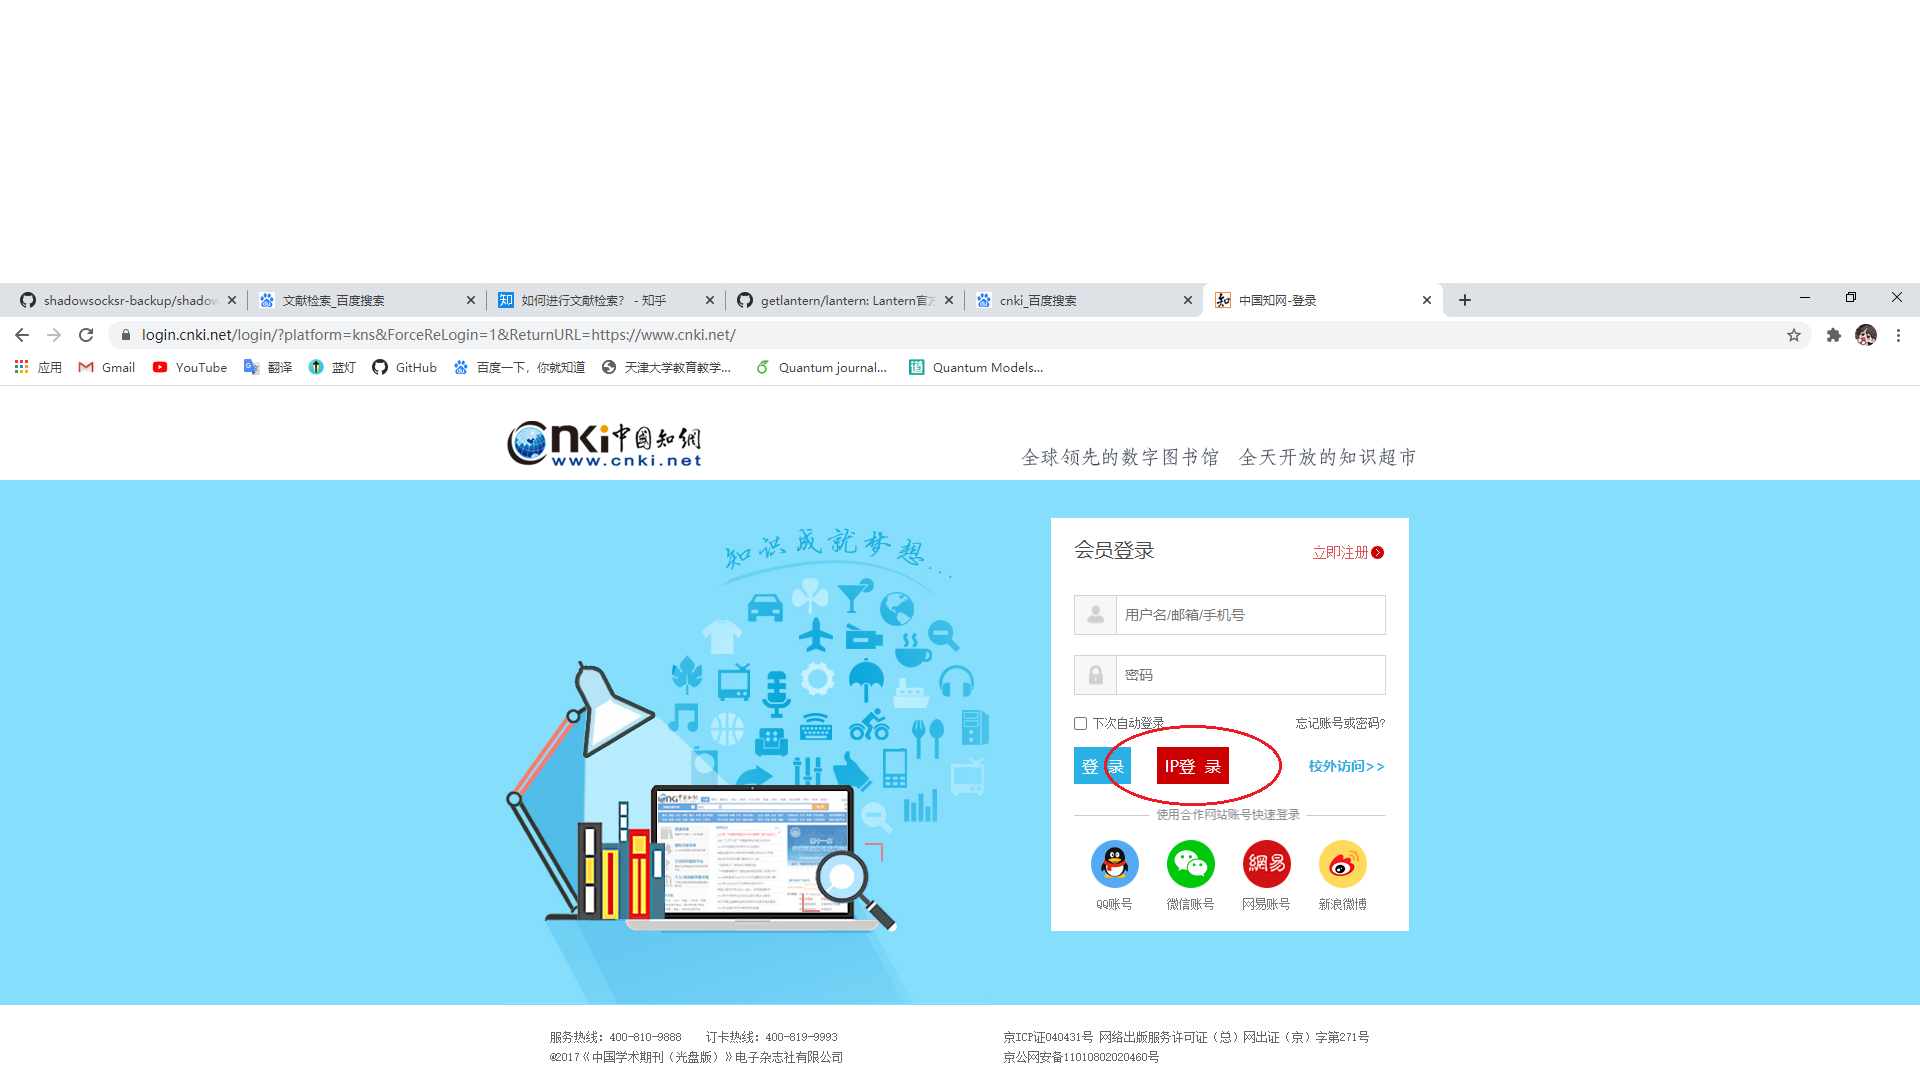 shadowsocksr-backup/shadow
文献检索_百度搜索
如何进行文献检索? - 知乎
getlantern/lantern: Lantern官方
cnki_百度搜索
中国知网-登录
login.cnki.net/login/?platform=kns&ForceReLogin=1&ReturnURL=https://www.cnki.net/
应用
Gmail
YouTube
翻译
蓝灯
GitHub
百度一下，你就知道
天津大学教育教学...
Quantum journal...
Quantum Models...
Cnki中國知網
www.cnki.net
全球领先的数字图书馆 全天开放的知识超市
知识成就梦想...
会员登录
立即注册
用户名/邮箱/手机号
密码
下次自动登录
忘记账号或密码?
登 录
IP登 录
校外访问>>
使用合作网站账号快速登录
網易
QQ账号
微信账号
网易账号
新浪微博
服务热线：400-810-9888 订卡热线：400-819-9993
©2017《中国学术期刊（光盘版）》电子杂志社有限公司
京ICP证040431号 网络出版服务许可证（总）网出证（京）字第271号
京公网安备11010802020460号